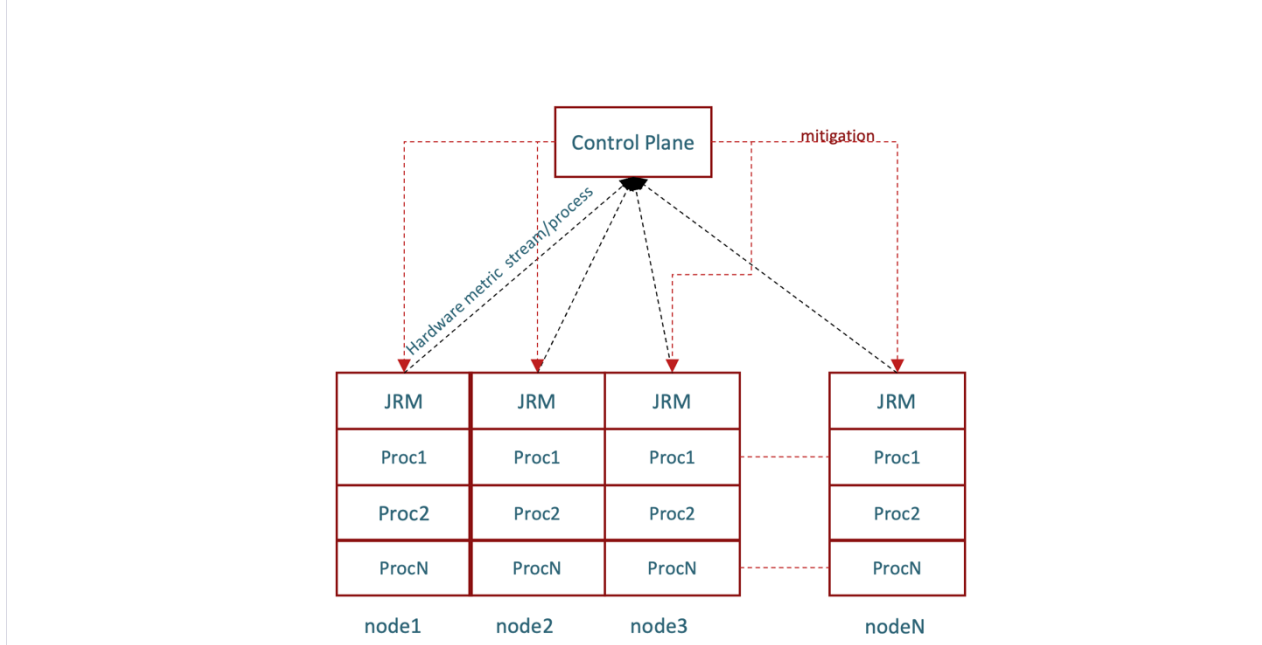 Control Plane
mitigation
Hardware metric stream/process
JRM JRM JRM JRM
Proc1 Proc1 Proc1 Proc1
Proc2 Proc2 Proc2 Proc2
ProcN ProcN ProcN ProcN
node1 node2 node3 nodeN